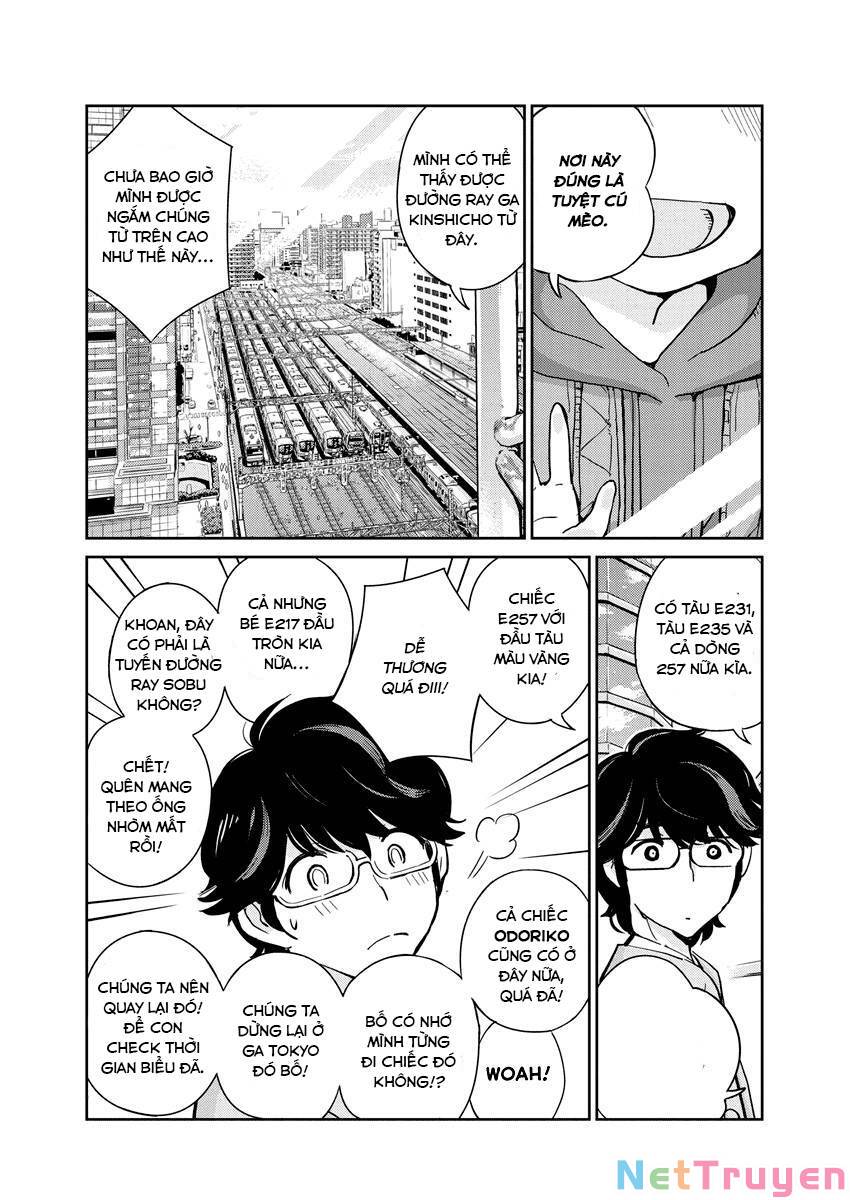 NƠI NÀY
ĐÚNG LÀ
TUYỆT CÚ
MÈO.
MÌNH CÓ THỂ
THẤY ĐƯỢC
ĐƯỜNG RAY GA
KINSHICHO TỪ
ĐÂY.
CHƯA BAO GIỜ
MÌNH ĐƯỢC
NGẮM CHÚNG
TỪ TRÊN CAO
NHƯ THẾ NÀY...
CÓ TÀU E231,
TÀU E235 VÀ
CẢ DÒNG
257 NỮA KÌA.
CHIẾC
E257 VỚI
ĐẦU TÀU
MÀU VÀNG
KIA!
DỄ
THƯƠNG
QUÁ ĐIII!
CẢ NHƯNG
BÉ E217 ĐẦU
TRÒN KIA
NỮA...
KHOAN, ĐÂY
CÓ PHẢI LÀ
TUYẾN ĐƯỜNG
RAY SOBU
KHÔNG?
CHẾT!
QUÊN MANG
THEO ỐNG
NHÒM MẤT
RỒI!
CẢ CHIẾC
ODORIKO
CŨNG CÓ Ở
ĐÂY NỮA,
QUÁ ĐÃ!
WOAH!
BỐ CÓ NHỚ
MÌNH TỪNG
ĐI CHIẾC ĐÓ
KHÔNG!?
CHÚNG TA
DỪNG LẠI Ở
GA TOKYO
ĐÓ BỐ!
CHÚNG TA NÊN
QUAY LẠI ĐÓ!
ĐỂ CON
CHECK THỜI
GIAN BIỂU ĐÃ.
NetTruyen